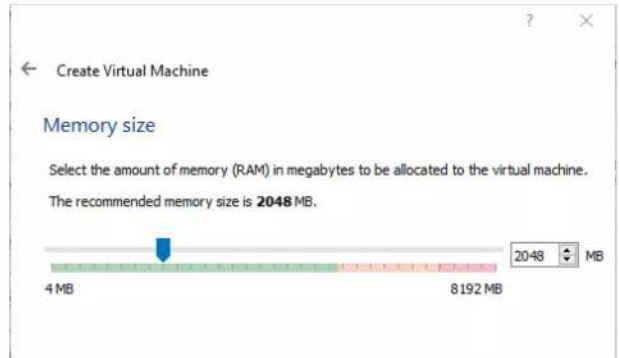 ?
Create Virtual Machine
Memory size
Select the amount of memory (RAM) in megabytes to be allocated to the virtual machine.
The recommended memory size is 2048 MB.
2048 MB
4 MB 8192 MB